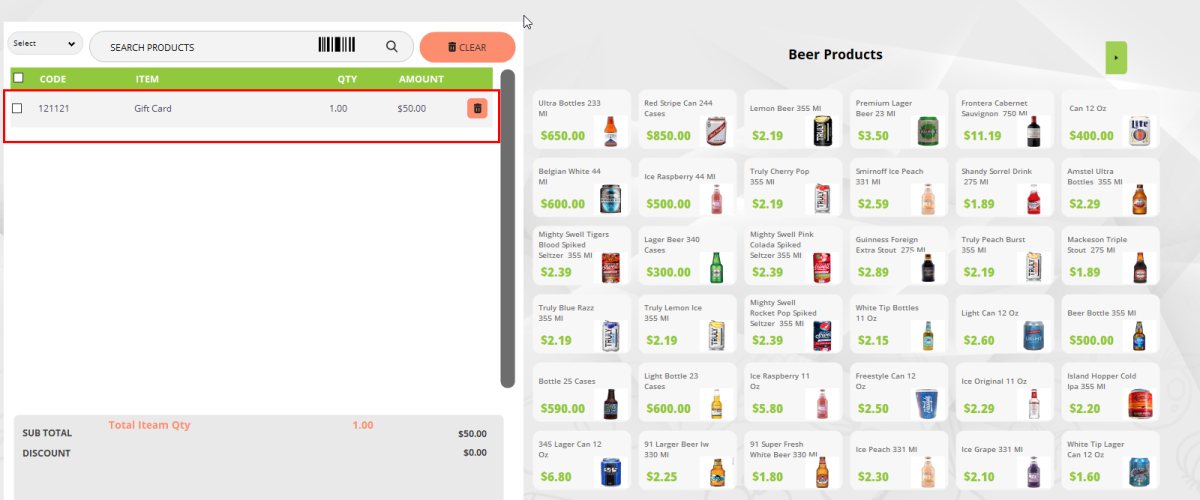 Select
SEARCH PRODUCTS
CLEAR
CODE ITEM QTY AMOUNT
121121 Gift Card 1.00 $50.00
Total Iteam Qty 1.00
SUB TOTAL $50.00
DISCOUNT $0.00
Beer Products
Ultra Bottles 233
Ml
$650.00
Red Stripe Can 244
Cases
$850.00
Lemon Beer 355 Ml
$2.19
TRULY
Premium Lager
Beer 23 Ml
$3.50
Frontera Cabernet
Sauvignon 750 Ml
$11.19
Can 12 Oz
$400.00
lite
Belgian White 44
Ml
$600.00
Ice Raspberry 44 Ml
$500.00
Truly Cherry Pop
355 Ml
$2.19
TRULY
Smirnoff Ice Peach
331 Ml
$2.59
Shandy Sorrel Drink
275 Ml
$1.89
Amstel Ultra
Bottles 355 Ml
$2.29
Mighty Swell Tigers
Blood Spiked
Seltzer 355 Ml
$2.39
Lager Beer 340
Cases
$300.00
Mighty Swell Pink
Colada Spiked
Seltzer 355 Ml
$2.39
Guinness Foreign
Extra Stout 275 Ml
$2.89
Truly Peach Burst
355 Ml
$2.19
TRULY
Mackeson Triple
Stout 275 Ml
$1.89
Truly Blue Razz
355 Ml
$2.19
TRULY
Truly Lemon Ice
355 Ml
$2.19
TRULY
Mighty Swell
Rocket Pop Spiked
Seltzer 355 Ml
$2.39
White Tip Bottles
11 Oz
$2.15
Light Can 12 Oz
$2.60
Beer Bottle 355 Ml
$500.00
Bottle 25 Cases
$590.00
Light Bottle 23
Cases
$600.00
Ice Raspberry 11
Oz
$5.80
Freestyle Can 12
Oz
$2.50
Ice Original 11 Oz
$2.29
Island Hopper Cold
Ipa 355 Ml
$2.20
345 Lager Can 12
Oz
$6.80
91 Larger Beer Iw
330 Ml
$2.25
91 Super Fresh
White Beer 330 Ml
$1.80
Ice Peach 331 Ml
$2.30
Ice Grape 331 Ml
$2.10
White Tip Lager
Can 12 Oz
$1.60